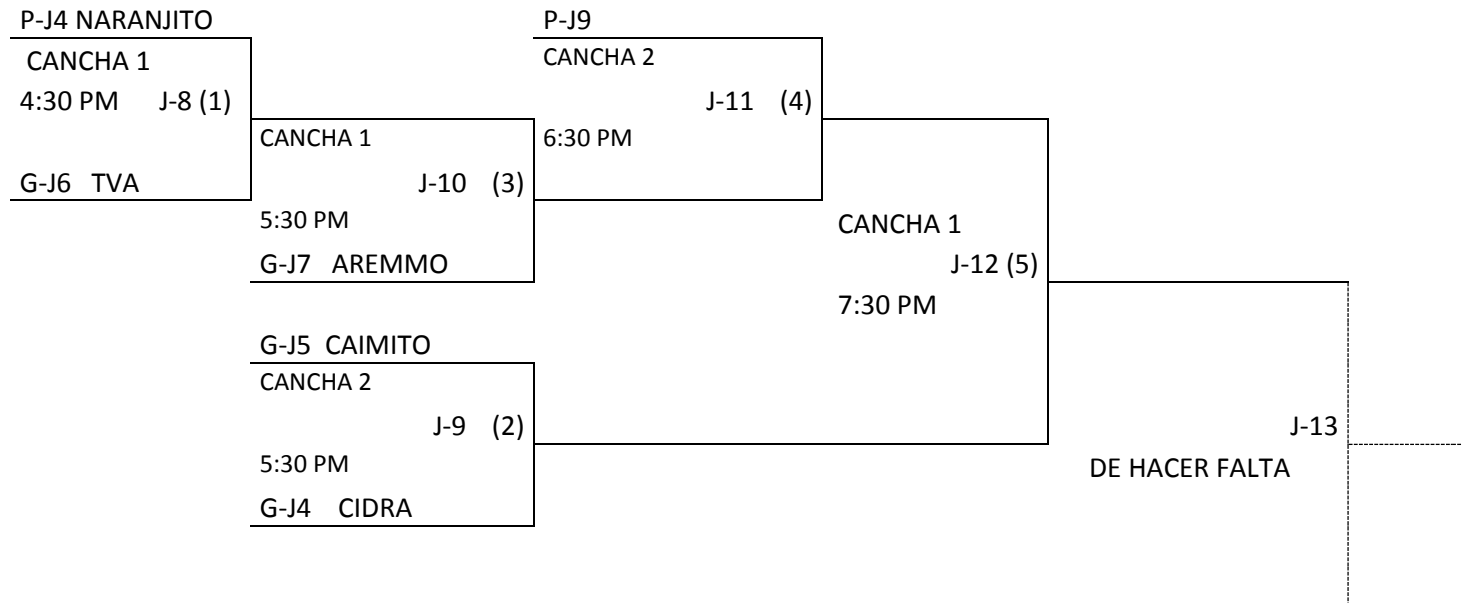 P-J4 NARANJITO
P-J9
CANCHA 1
CANCHA 2
4:30 PM J-8 (1)
J-11 (4)
CANCHA 1
6:30 PM
G-J6 TVA
J-10 (3)
5:30 PM
CANCHA 1
G-J7 AREMMO
J-12 (5)
7:30 PM
G-J5 CAIMITO
CANCHA 2
J-9 (2)
J-13
5:30 PM
DE HACER FALTA
G-J4 CIDRA